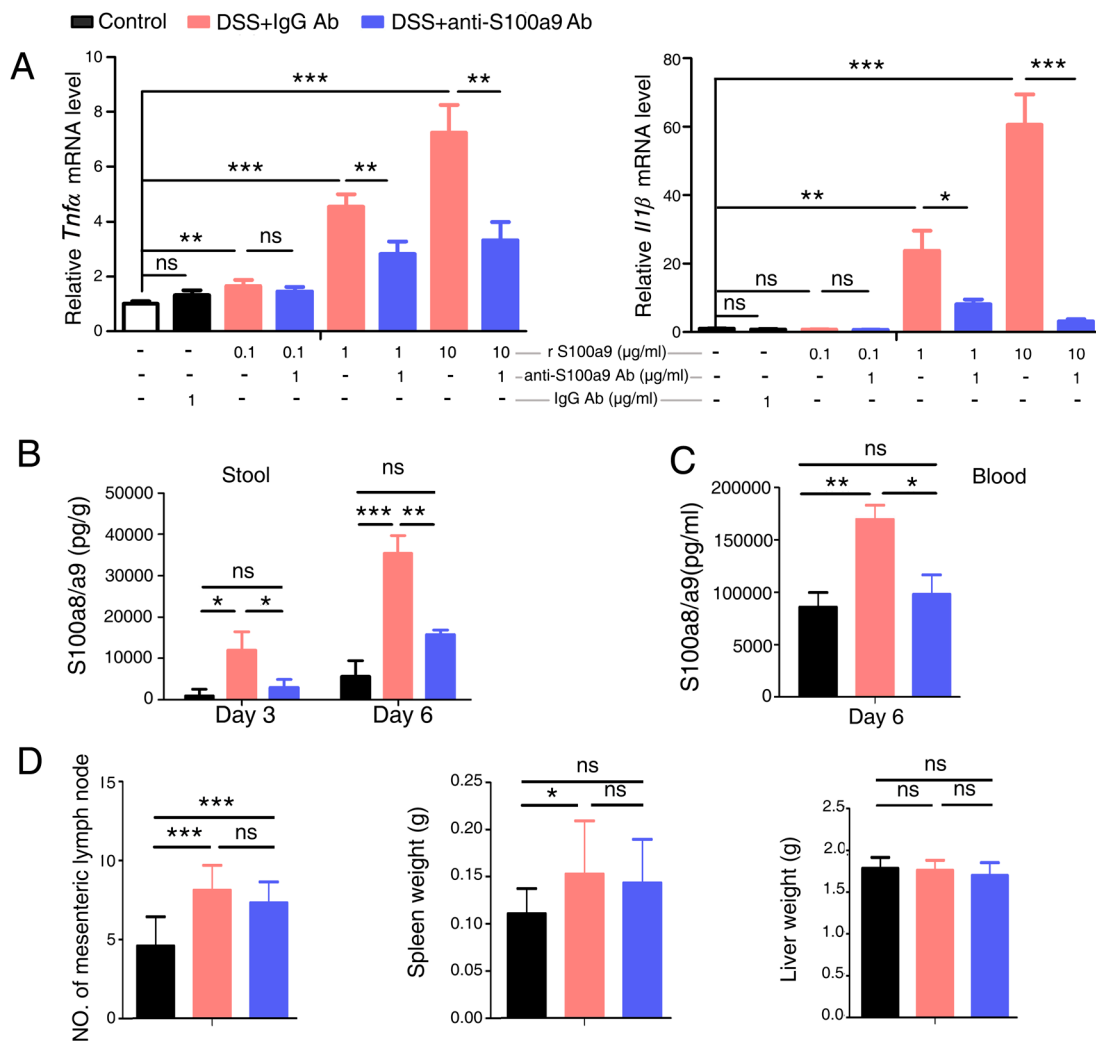 Control DSS+IgG Ab DSS+anti-S100a9 Ab
A
Relative Tnfα mRNA level
10
8
6
4
2
0
*** **
*** **
** ns
ns
Relative Il1β mRNA level
80
60
40
20
0
*** ***
** *
ns ns
ns
- - 0.1 0.1 1 1 10 10 r S100a9 (µg/ml) - - 0.1 0.1 1 1 10 10
- - - 1 - 1 - 1 anti-S100a9 Ab (µg/ml) - - - 1 - 1 - 1
- 1 - - - - - - IgG Ab (µg/ml) - 1 - - - - - -
B
Stool
S100a8/a9 (pg/g)
50000
40000
30000
20000
10000
0
ns
* *
ns
*** **
Day 3 Day 6
C
Blood
S100a8/a9(pg/ml)
200000
150000
100000
50000
0
ns
** *
Day 6
D
NO. of mesenteric lymph node
15
10
5
0
***
*** ns
Spleen weight (g)
0.25
0.20
0.15
0.10
0.05
0.00
ns
* ns
Liver weight (g)
2.5
2.0
1.5
1.0
0.5
0.0
ns
ns ns